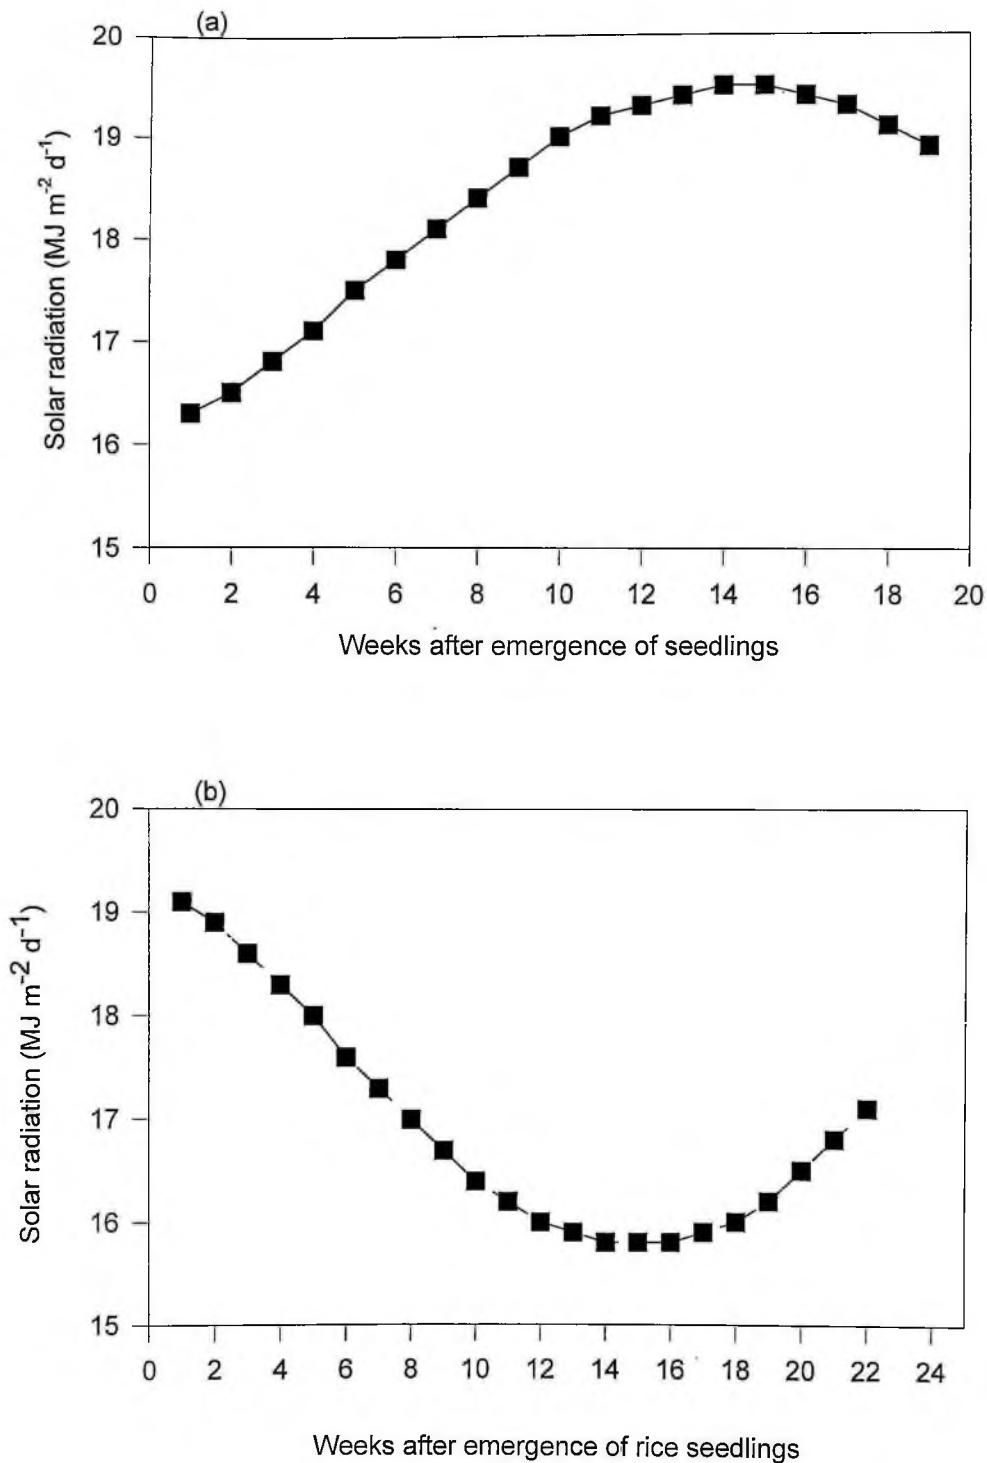 (a)
20
19
18
17
16
15
Solar radiation (MJ m⁻² d⁻¹)
0 2 4 6 8 10 12 14 16 18 20
Weeks after emergence of seedlings
(b)
20
19
18
17
16
15
Solar radiation (MJ m⁻² d⁻¹)
0 2 4 6 8 10 12 14 16 18 20 22 24
Weeks after emergence of rice seedlings